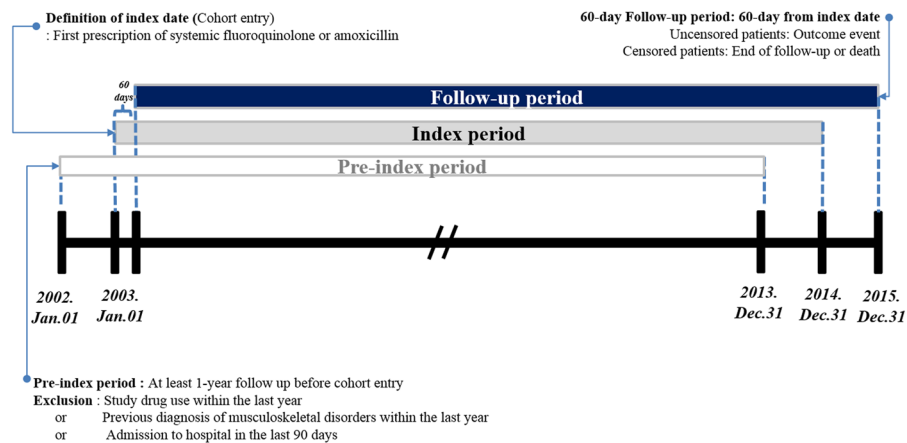 Definition of index date (Cohort entry)
: First prescription of systemic fluoroquinolone or amoxicillin
60-day Follow-up period: 60-day from index date
Uncensored patients: Outcome event
Censored patients: End of follow-up or death
60
days
Follow-up period
Index period
Pre-index period
2002.
Jan.01
2003.
Jan.01
2013.
Dec.31
2014.
Dec.31
2015.
Dec.31
Pre-index period : At least 1-year follow up before cohort entry
Exclusion : Study drug use within the last year
or Previous diagnosis of musculoskeletal disorders within the last year
or Admission to hospital in the last 90 days